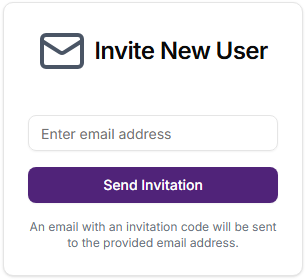 Invite New User
Enter email address
Send Invitation
An email with an invitation code will be sent
to the provided email address.